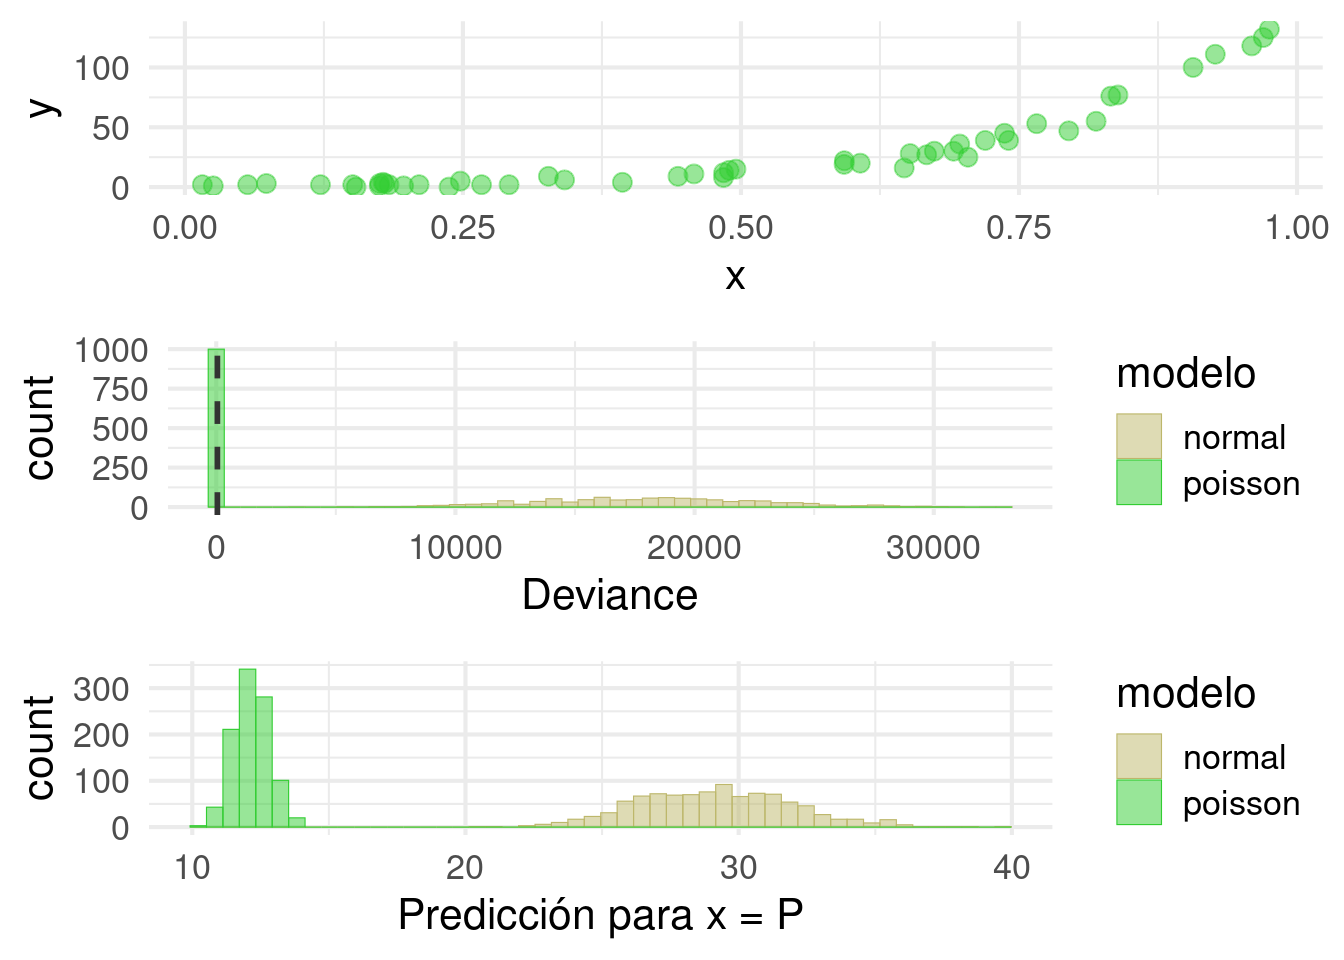 y
100
50
0
0.00 0.25 0.50 0.75 1.00
x
count
1000
750
500
250
0
0 10000 20000 30000
Deviance
modelo
normal
poisson
count
300
200
100
0
10 20 30 40
Predicción para x = P
modelo
normal
poisson